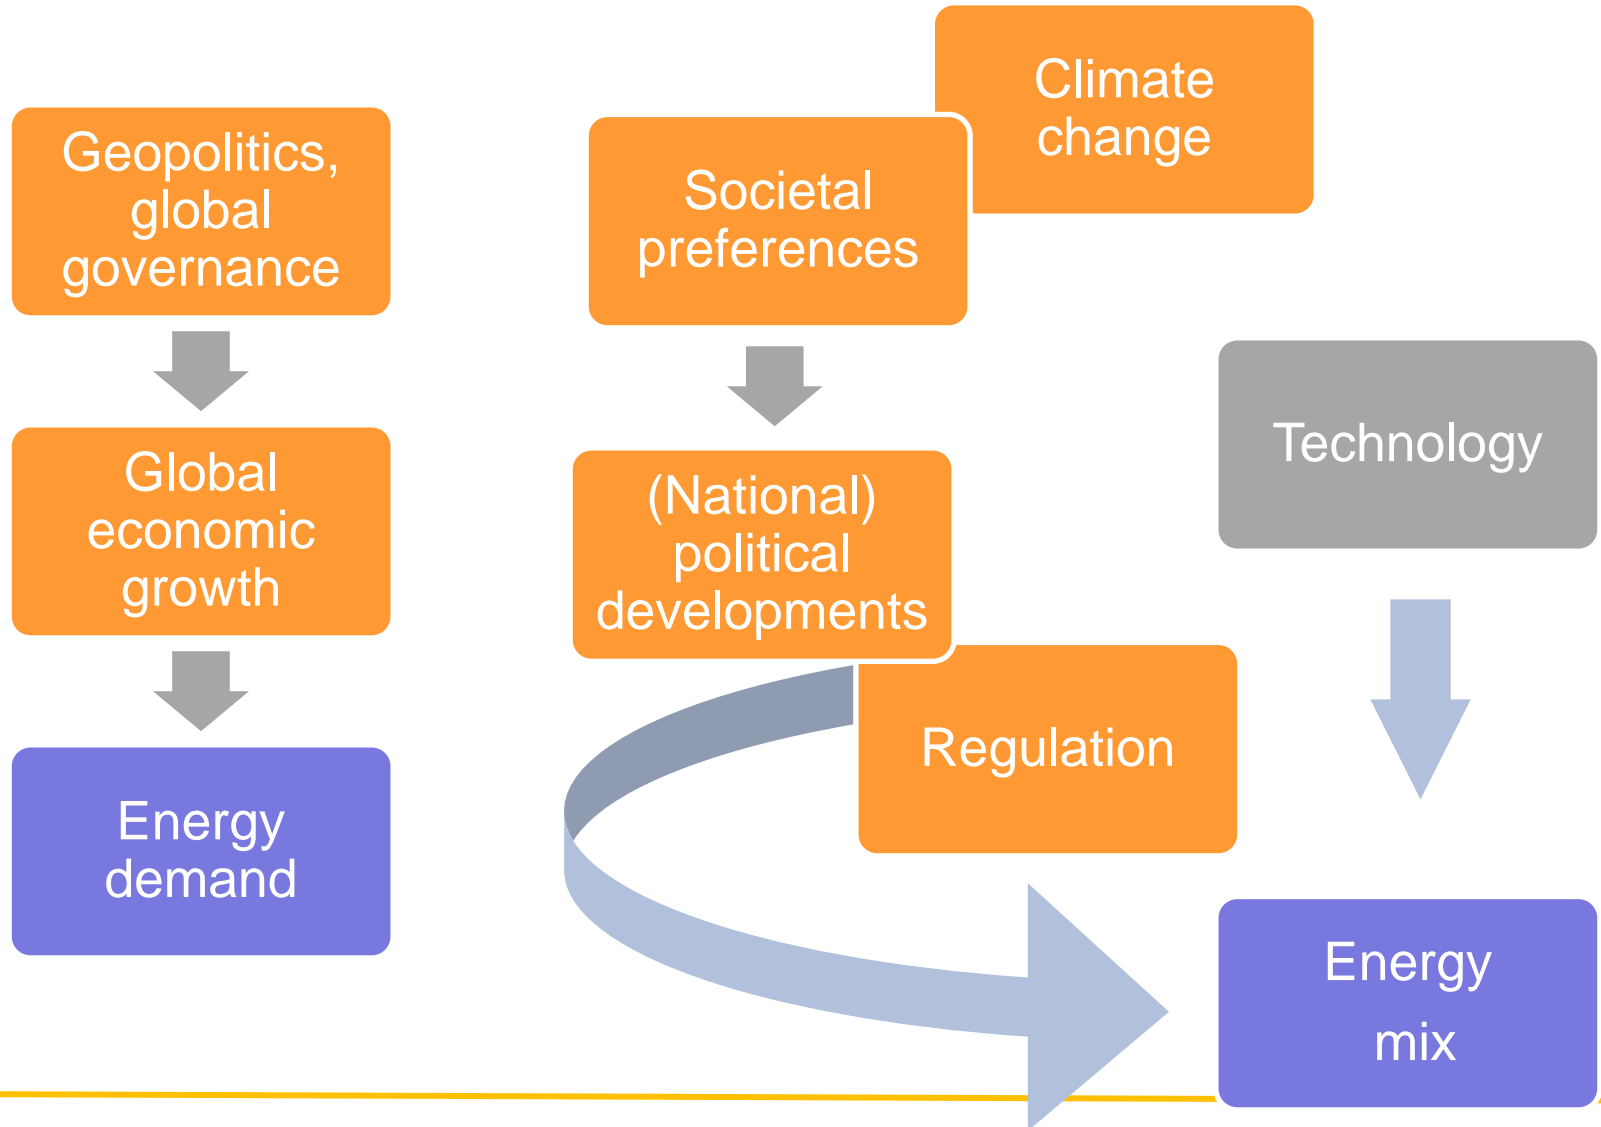 Climate
change
Geopolitics,
global
governance
Societal
preferences
Technology
Global
economic
growth
(National)
political
developments
Regulation
Energy
demand
Energy
mix